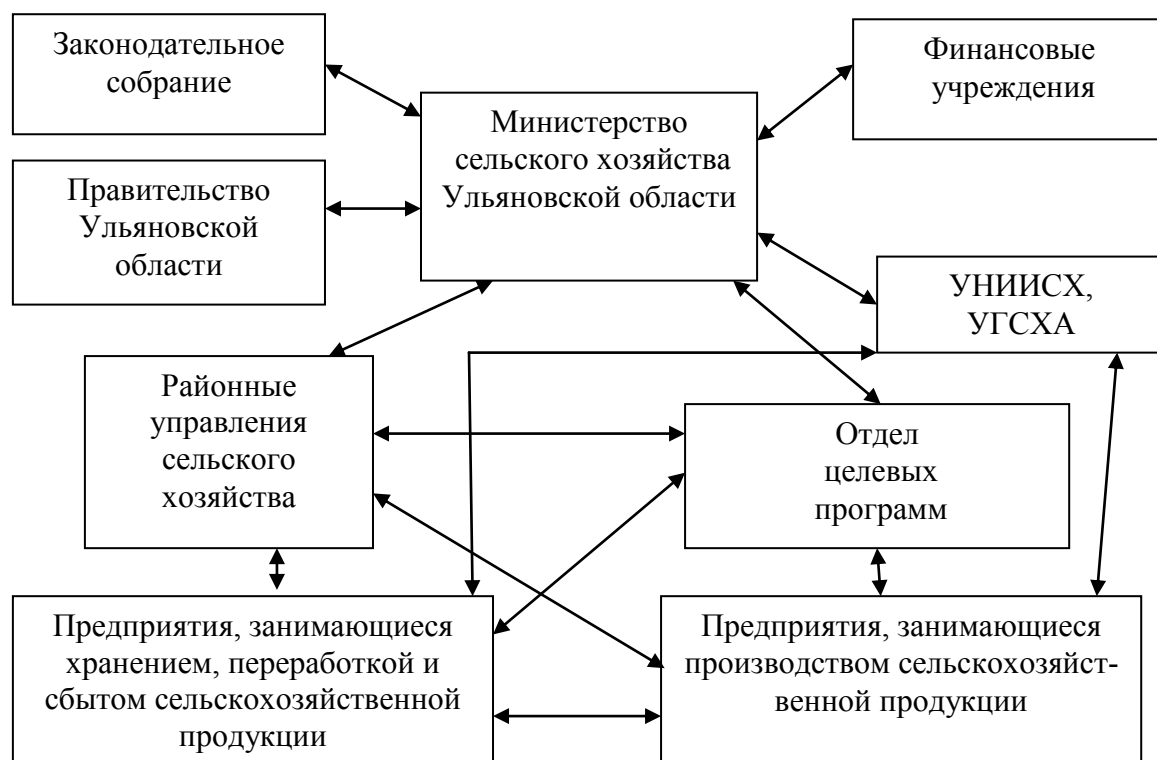 Законодательное
собрание
Финансовые
учреждения
Министерство
сельского хозяйства
Ульяновской области
Правительство
Ульяновской
области
УНИИСХ,
УГСХА
Районные
управления
сельского
хозяйства
Отдел
целевых
программ
Предприятия, занимающиеся
хранением, переработкой и
сбытом сельскохозяйственной
продукции
Предприятия, занимающиеся
производством сельскохозяйст-
венной продукции